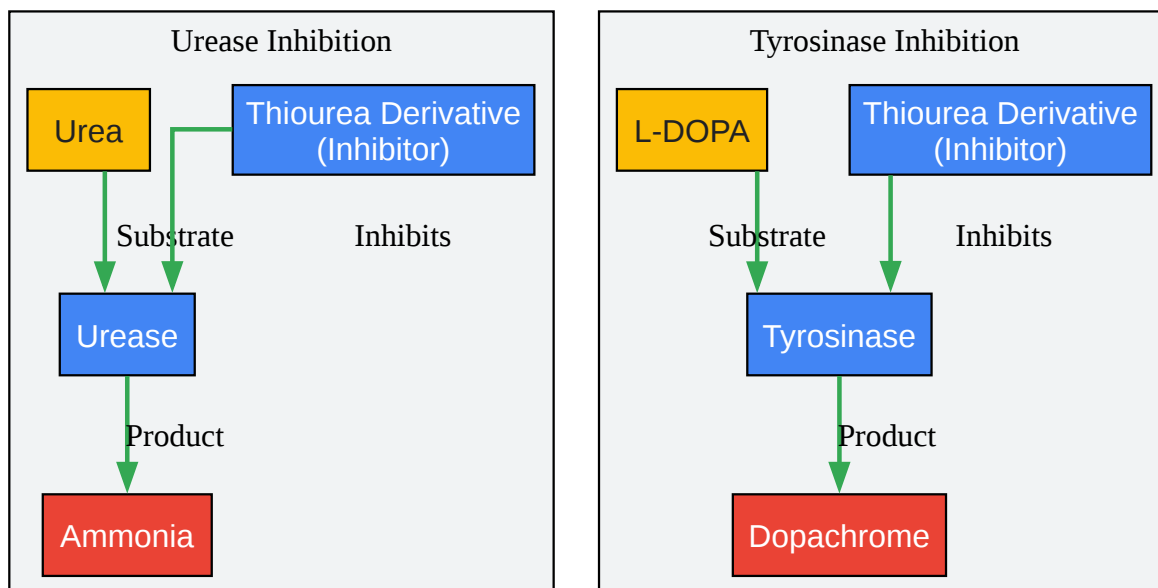 Urease Inhibition
Urea
Thiourea Derivative
(Inhibitor)
Substrate
Inhibits
Urease
Product
Ammonia
Tyrosinase Inhibition
L-DOPA
Thiourea Derivative
(Inhibitor)
Substrate
Inhibits
Tyrosinase
Product
Dopachrome